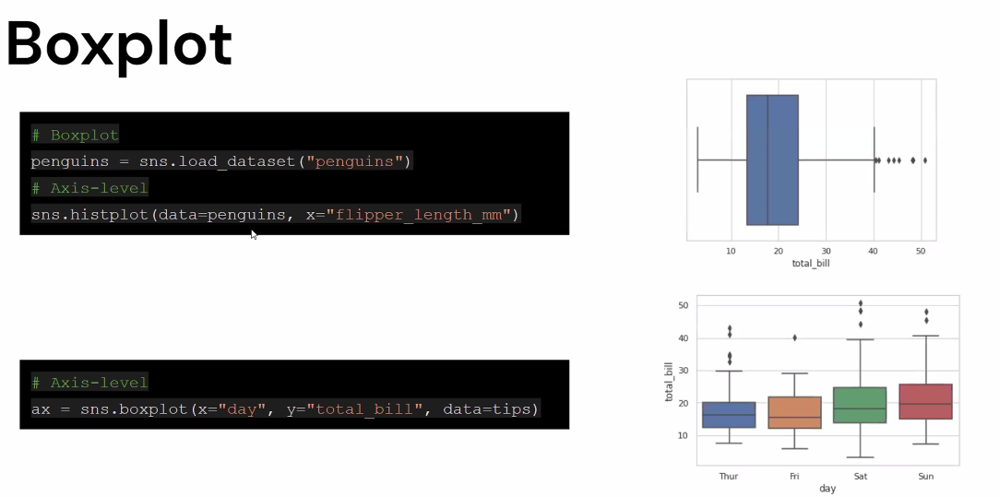 Boxplot
# Boxplot
penguins = sns.load_dataset("penguins")
# Axis-level
sns.histplot(data=penguins, x="flipper_length_mm")
10 20 30 40 50
total_bill
# Axis-level
ax = sns.boxplot(x="day", y="total_bill", data=tips)
50
40
30
20
10
total_bill
Thur Fri Sat Sun
day